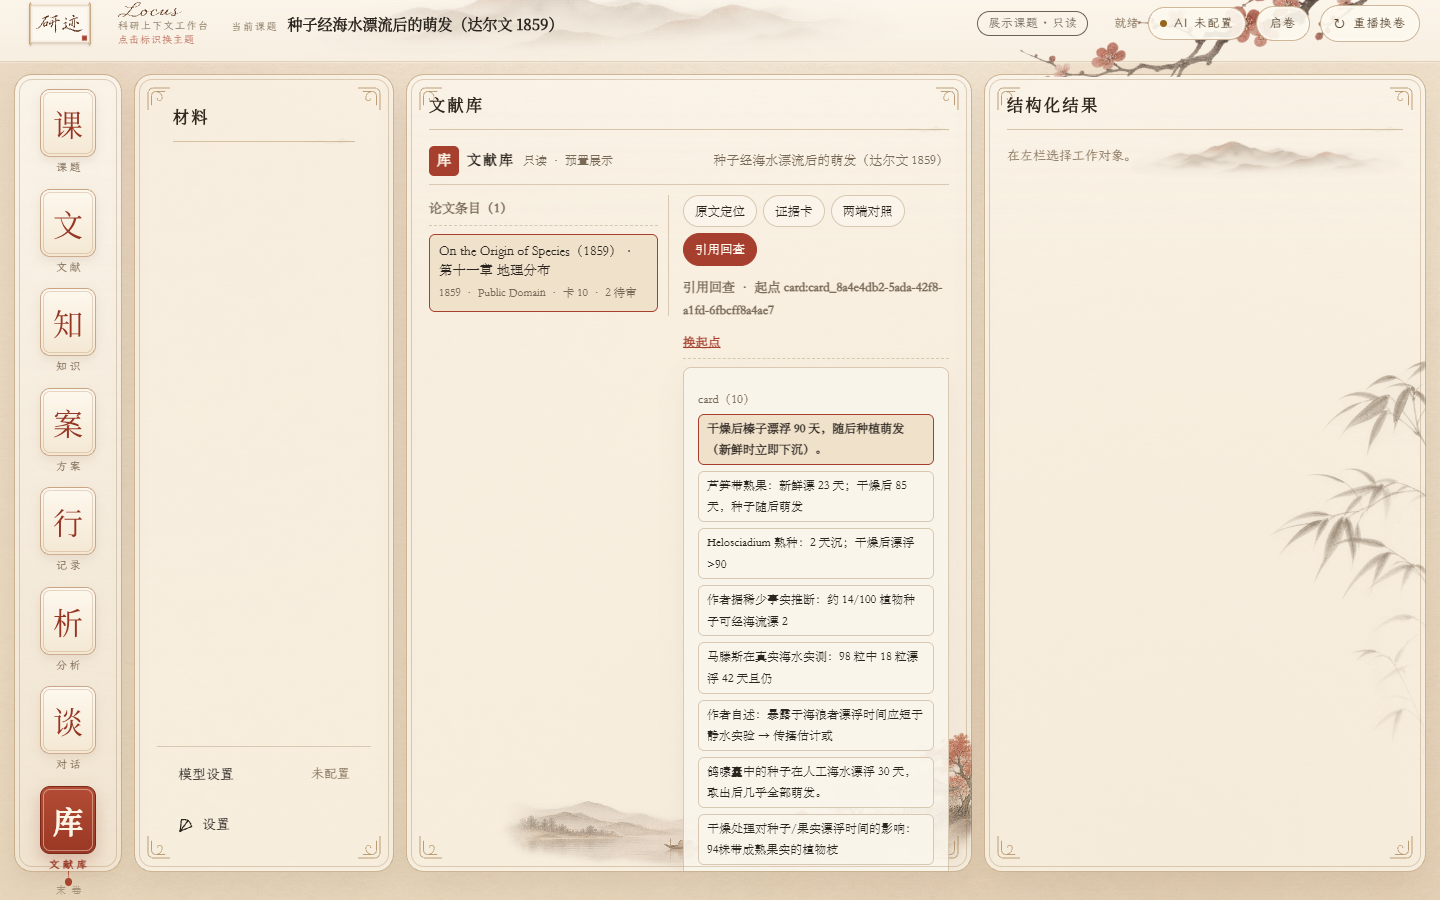 研迹
Locus
科研上下文工作台
点击标识换主题
当前课题
种子经海水漂流后的萌发（达尔文 1859）
展示课题・只读
就绪
AI 未配置
启卷
↻ 重播换卷
课
课题
文
文献
知
知识
案
方案
行
记录
析
分析
谈
对话
库
文献库
末卷
材料
模型设置
未配置
设置
文献库
库 文献库 只读 · 预置展示
种子经海水漂流后的萌发（达尔文 1859）
论文条目（1）
On the Origin of Species（1859） ·
第十一章 地理分布
1859 · Public Domain · 卡 10 · 2 待审
原文定位
证据卡
两端对照
引用回查
引用回查 · 起点 card:card_8a4e4db2-5ada-42f8-
a1fd-6fbcff8a4ae7
换起点
card（10）
干燥后榛子漂浮 90 天，随后种植萌发
（新鲜时立即下沉）。
芦笋带熟果：新鲜漂 23 天；干燥后 85
天，种子随后萌发
Helosciadium 熟种：2 天沉；干燥后漂浮
>90
作者据稀少事实推断：约 14/100 植物种
子可经海流漂 2
马滕斯在真实海水实测：98 粒中 18 粒漂
浮 42 天且仍
作者自述：暴露于海浪者漂浮时间应短于
静水实验 → 传播估计或
鸽嗉囊中的种子在人工海水漂浮 30 天，
取出后几乎全部萌发。
干燥处理对种子/果实漂浮时间的影响：
94株带成熟果实的植物枝
结构化结果
在左栏选择工作对象。